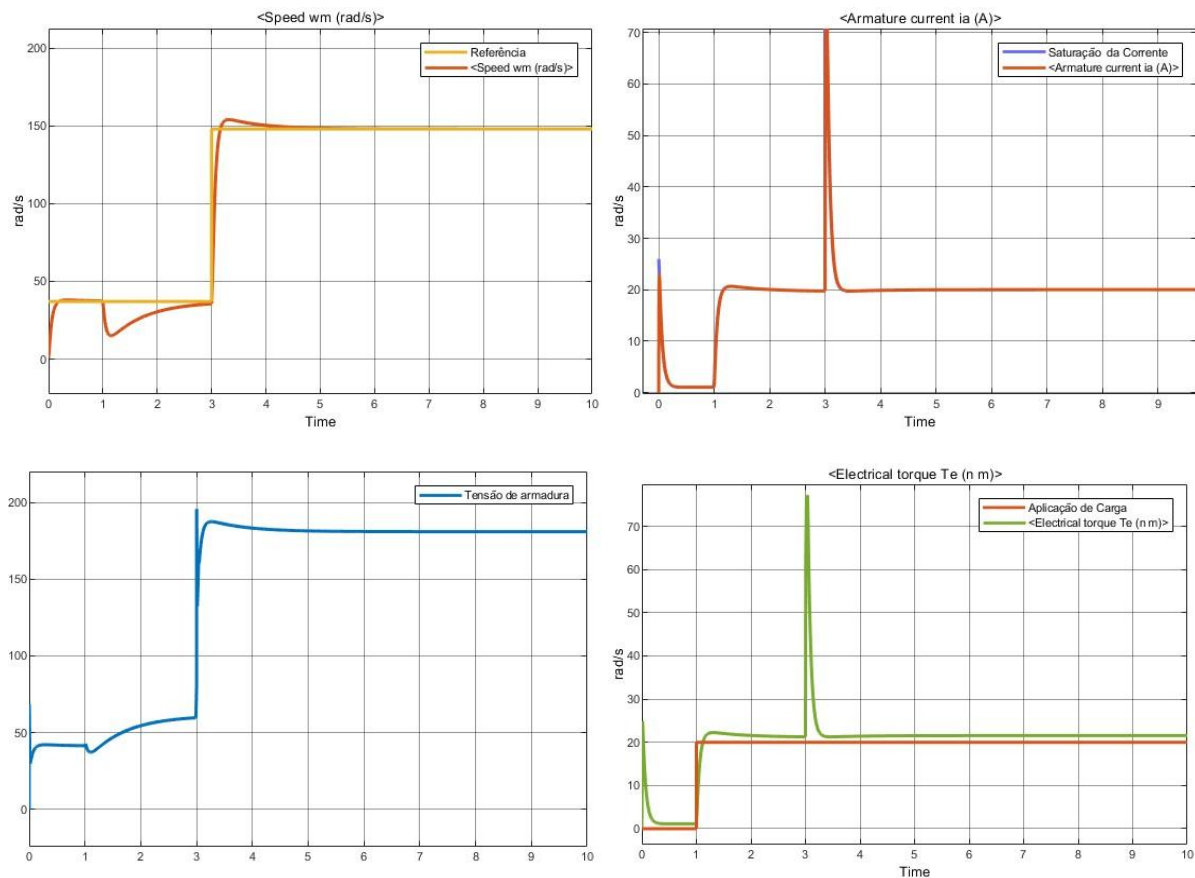 <Speed wm (rad/s)>
200
150
100
50
0
rad/s
Referência
<Speed wm (rad/s)>
0 1 2 3 4 5 6 7 8 9 10
Time
<Armature current ia (A)>
70
60
50
40
30
20
10
0
rad/s
Saturação da Corrente
<Armature current ia (A)>
0 1 2 3 4 5 6 7 8 9
Time
200
150
100
50
0
Tensão de armadura
0 1 2 3 4 5 6 7 8 9 10
<Electrical torque Te (n m)>
70
60
50
40
30
20
10
0
rad/s
Aplicação de Carga
<Electrical torque Te (n m)>
0 1 2 3 4 5 6 7 8 9 10
Time